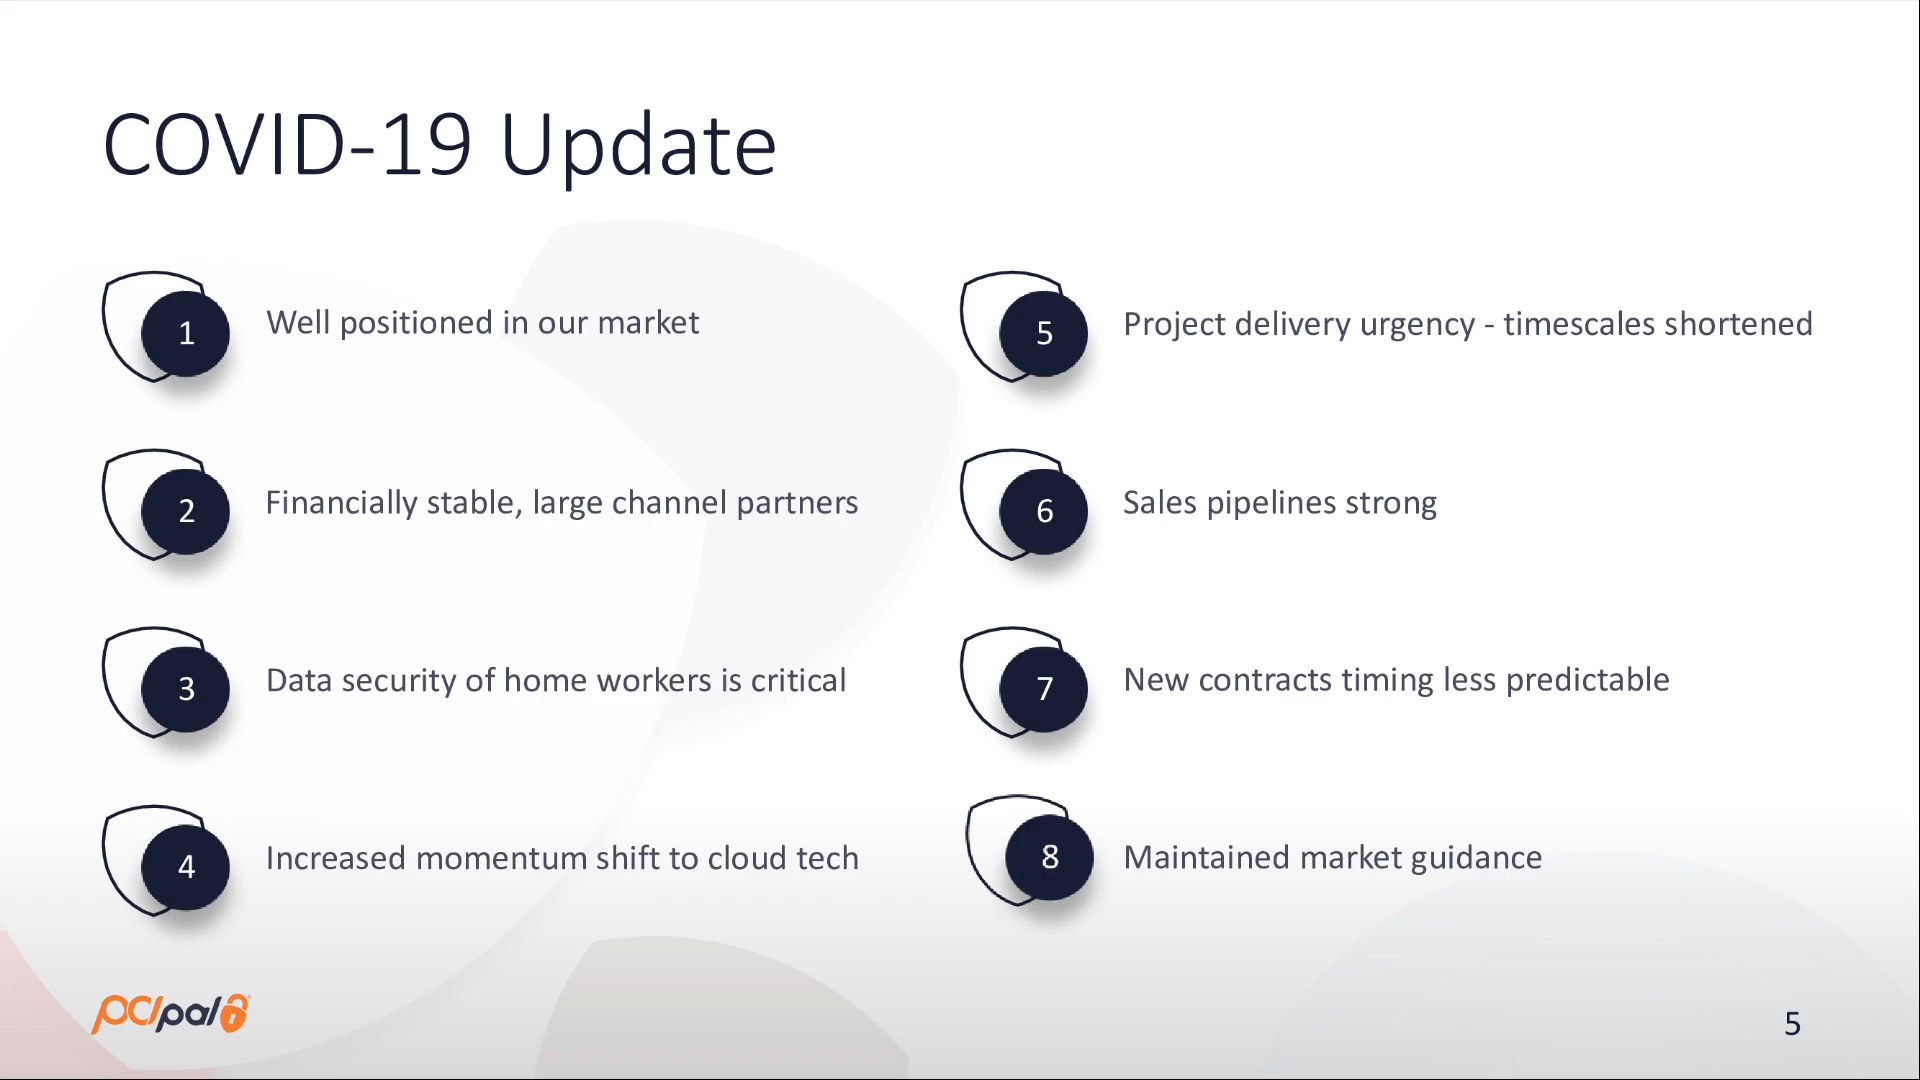 COVID-19 Update
1
Well positioned in our market
2
Financially stable, large channel partners
3
Data security of home workers is critical
4
Increased momentum shift to cloud tech
5
Project delivery urgency - timescales shortened
6
Sales pipelines strong
7
New contracts timing less predictable
8
Maintained market guidance
pcipal
5